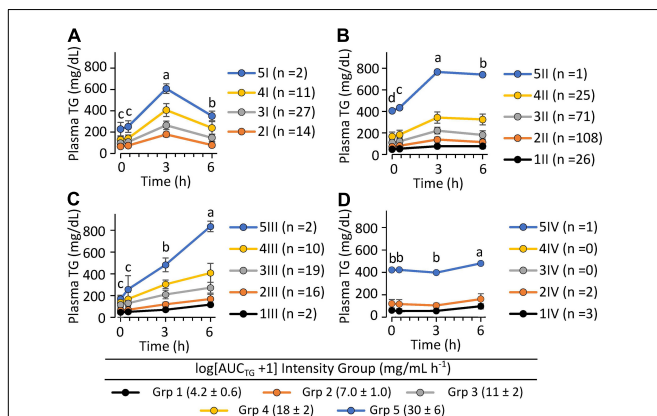 A
Plasma TG (mg/dL)
800
600
400
200
0
c c a b
0 3 6
Time (h)
5I (n =2)
4I (n =11)
3I (n =27)
2I (n =14)
B
Plasma TG (mg/dL)
800
600
400
200
0
d c a b
0 3 6
Time (h)
5II (n =1)
4II (n =25)
3II (n =71)
2II (n =108)
1II (n =26)
C
Plasma TG (mg/dL)
800
600
400
200
0
c c b a
0 3 6
Time (h)
5III (n =2)
4III (n =10)
3III (n =19)
2III (n =16)
1III (n =2)
D
Plasma TG (mg/dL)
800
600
400
200
0
b b b a
0 3 6
Time (h)
5IV (n =1)
4IV (n =0)
3IV (n =0)
2IV (n =2)
1IV (n =3)
log[AUCTG +1] Intensity Group (mg/mL h-1)
Grp 1 (4.2 ± 0.6) Grp 2 (7.0 ± 1.0) Grp 3 (11 ± 2)
Grp 4 (18 ± 2) Grp 5 (30 ± 6)